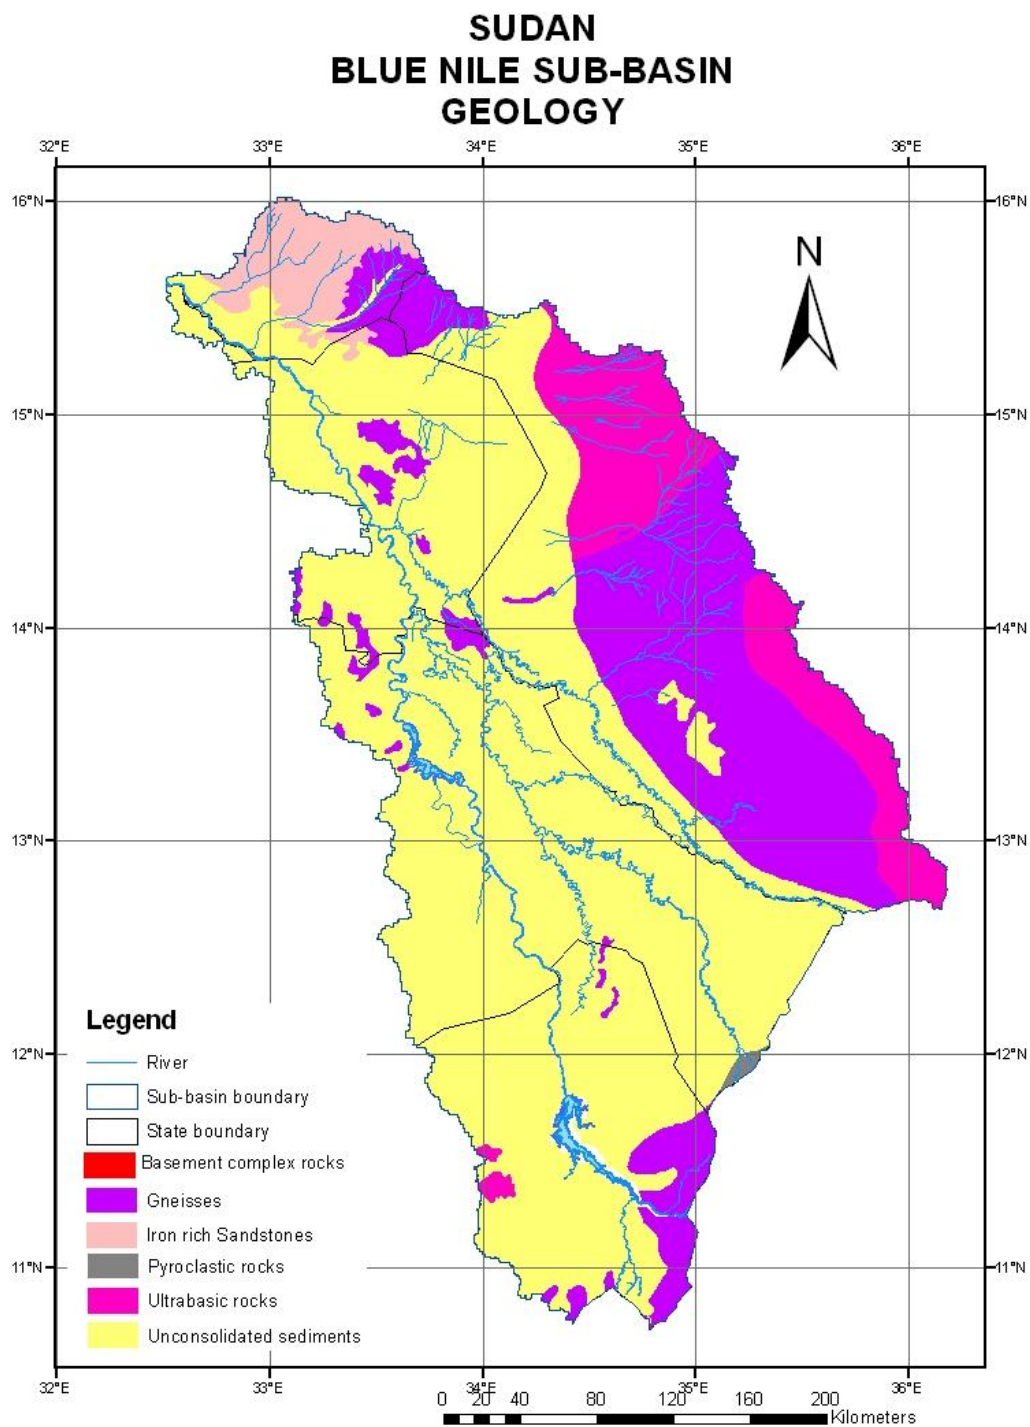 SUDAN
BLUE NILE SUB-BASIN
GEOLOGY
32°E 33°E 34°E 35°E 36°E
16°N 16°N
N
15°N 15°N
14°N 14°N
13°N 13°N
Legend
River
12°N 12°N
Sub-basin boundary
State boundary
Basement complex rocks
Gneisses
Iron rich Sandstones
Pyroclastic rocks
11°N 11°N
Ultrabasic rocks
Unconsolidated sediments
32°E 33°E 34°E 35°E 36°E
0 20 40 80 120 160 200
Kilometers